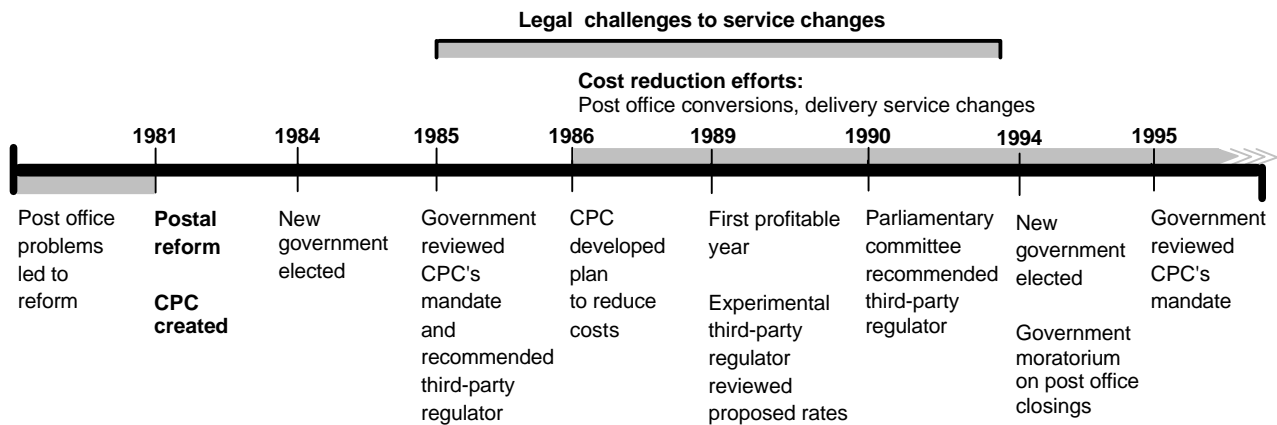 Legal challenges to service changes
Cost reduction efforts:
Post office conversions, delivery service changes
1981
1984
1985
1986
1989
1990
1994
1995
Post office
problems
led to
reform
Postal
reform
CPC
created
New
government
elected
Government
reviewed
CPC's
mandate
and
recommended
third-party
regulator
CPC
developed
plan
to reduce
costs
First profitable
year
Experimental
third-party
regulator
reviewed
proposed rates
Parliamentary
committee
recommended
third-party
regulator
New
government
elected
Government
moratorium
on post office
closings
Government
reviewed
CPC's
mandate